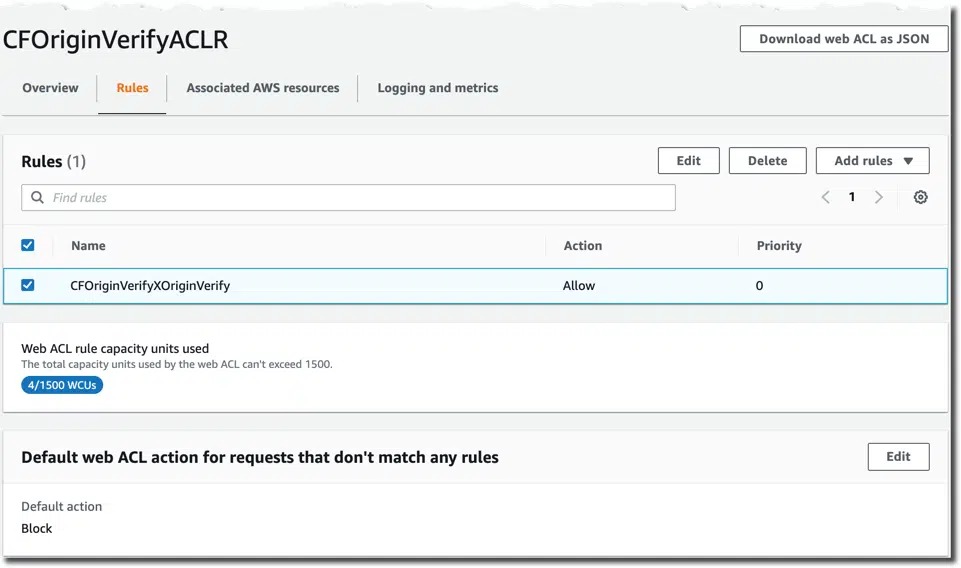 CFOriginVerifyACLR
Download web ACL as JSON
Overview
Rules
Associated AWS resources
Logging and metrics
Rules (1)
Edit
Delete
Add rules
Find rules
1
Name
Action
Priority
CFOriginVerifyXOriginVerify
Allow
0
Web ACL rule capacity units used
The total capacity units used by the web ACL can't exceed 1500.
4/1500 WCUs
Default web ACL action for requests that don't match any rules
Edit
Default action
Block